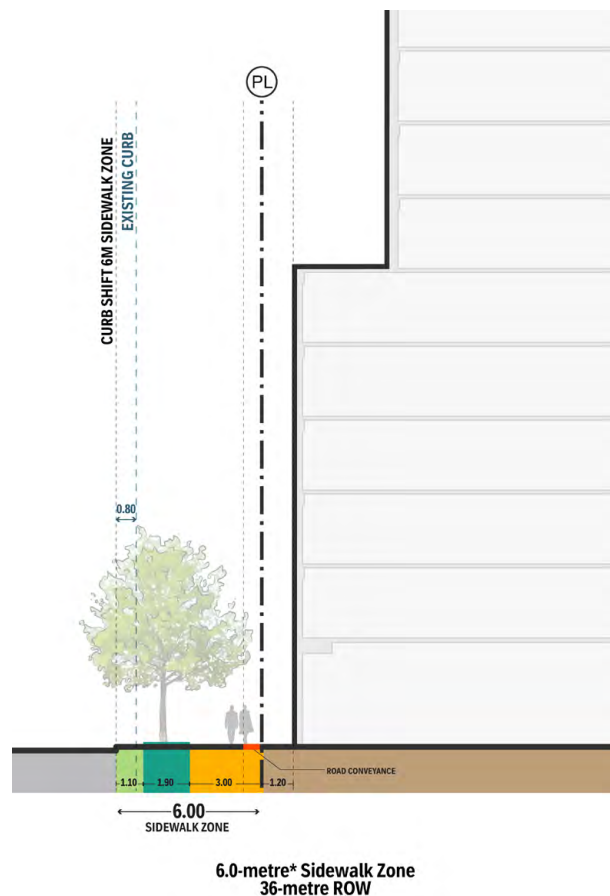 PL
CURB SHIFT 6M SIDEWALK ZONE
EXISTING CURB
0.80
ROAD CONVEYANCE
1.10 1.90 3.00 1.20
6.00
SIDEWALK ZONE
6.0-metre* Sidewalk Zone
36-metre ROW